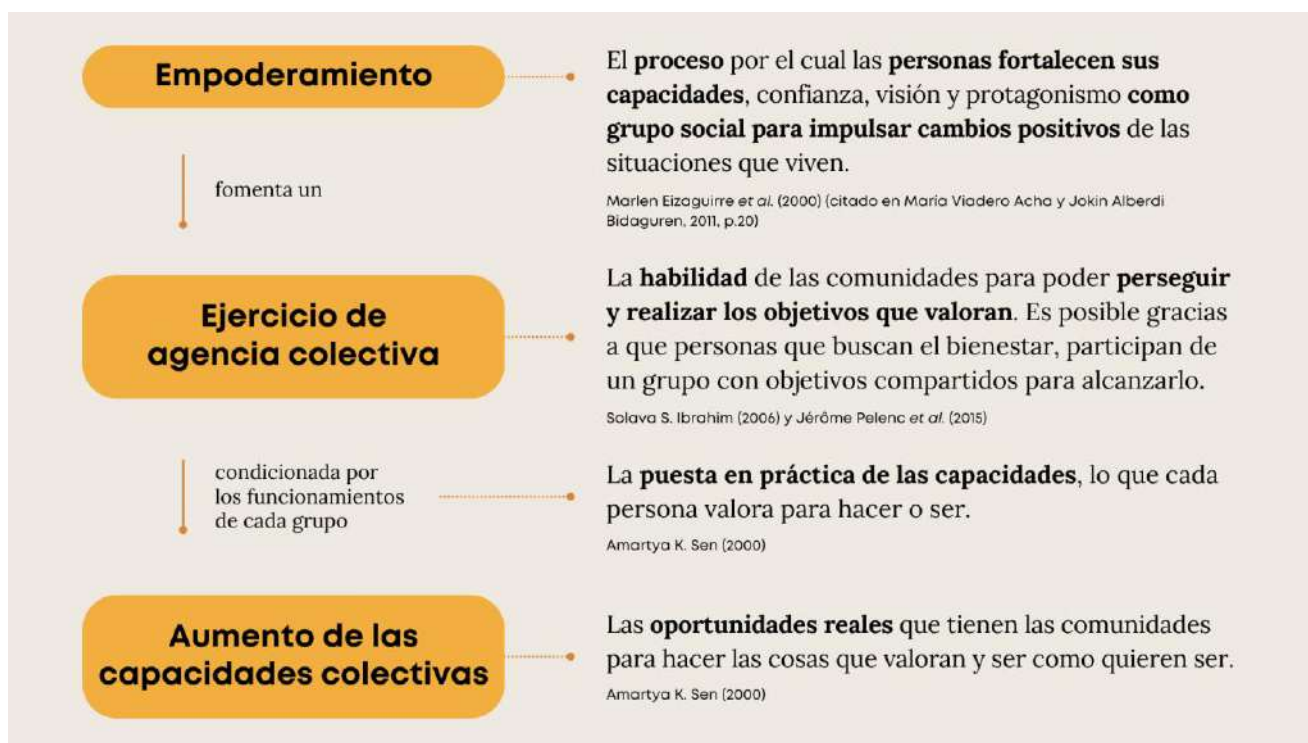 Empoderamiento
El proceso por el cual las personas fortalecen sus
capacidades, confianza, visión y protagonismo como
grupo social para impulsar cambios positivos de las
situaciones que viven.
Marlen Eizaguirre et al. (2000) (citado en María Viadero Acha y Jokin Alberdi
Bidaguren, 2011, p.20)
fomenta un
Ejercicio de
agencia colectiva
La habilidad de las comunidades para poder perseguir
y realizar los objetivos que valoran. Es posible gracias
a que personas que buscan el bienestar, participan de
un grupo con objetivos compartidos para alcanzarlo.
Solava S. Ibrahim (2006) y Jérôme Pelenc et al. (2015)
condicionada por
los funcionamientos
de cada grupo
La puesta en práctica de las capacidades, lo que cada
persona valora para hacer o ser.
Amartya K. Sen (2000)
Aumento de las
capacidades colectivas
Las oportunidades reales que tienen las comunidades
para hacer las cosas que valoran y ser como quieren ser.
Amartya K. Sen (2000)